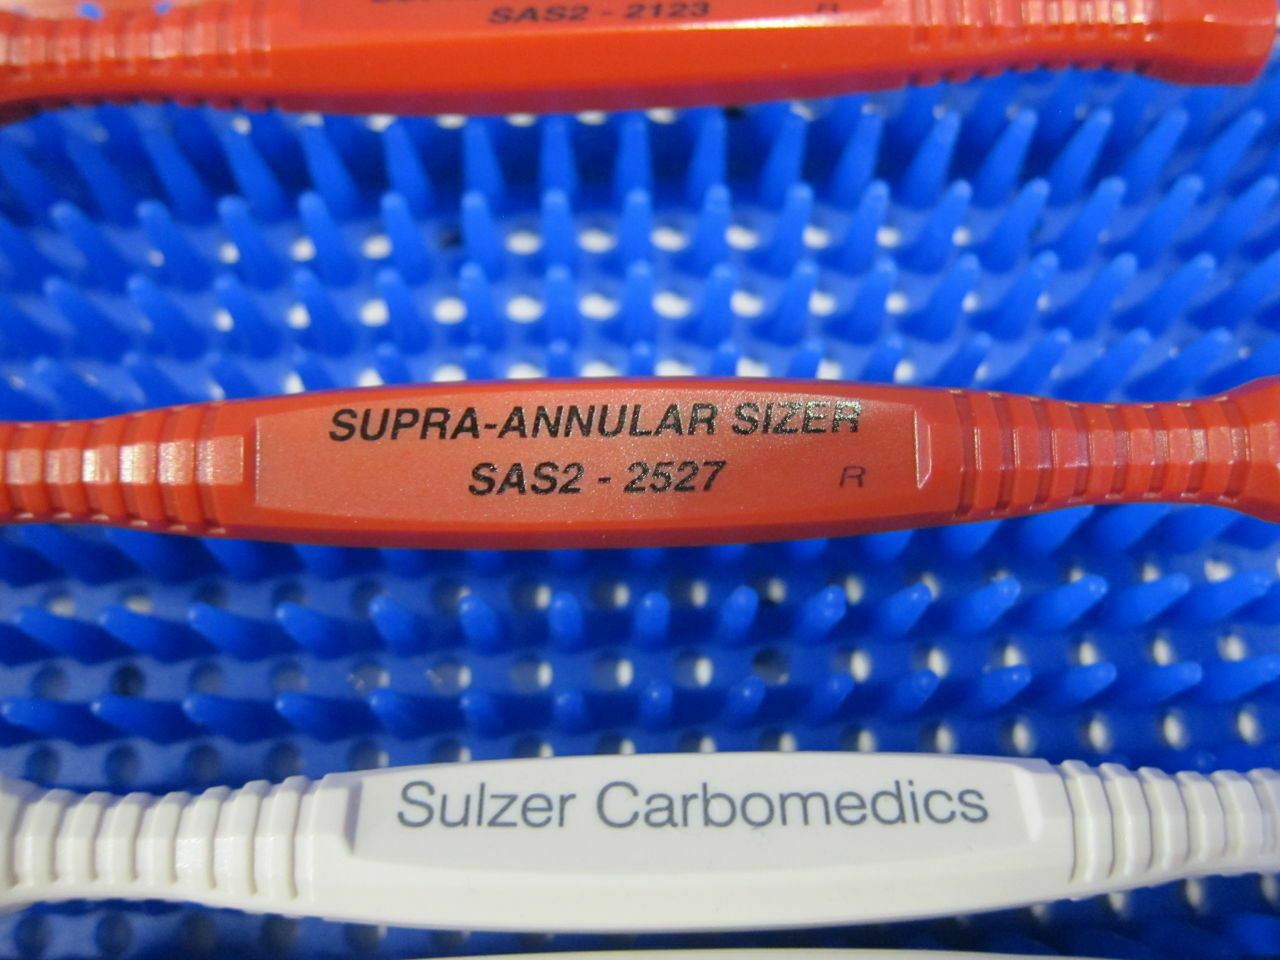 SAS2 - 2123 R
SUPRA-ANNULAR SIZER
SAS2 - 2527 R
Sulzer Carbomedics